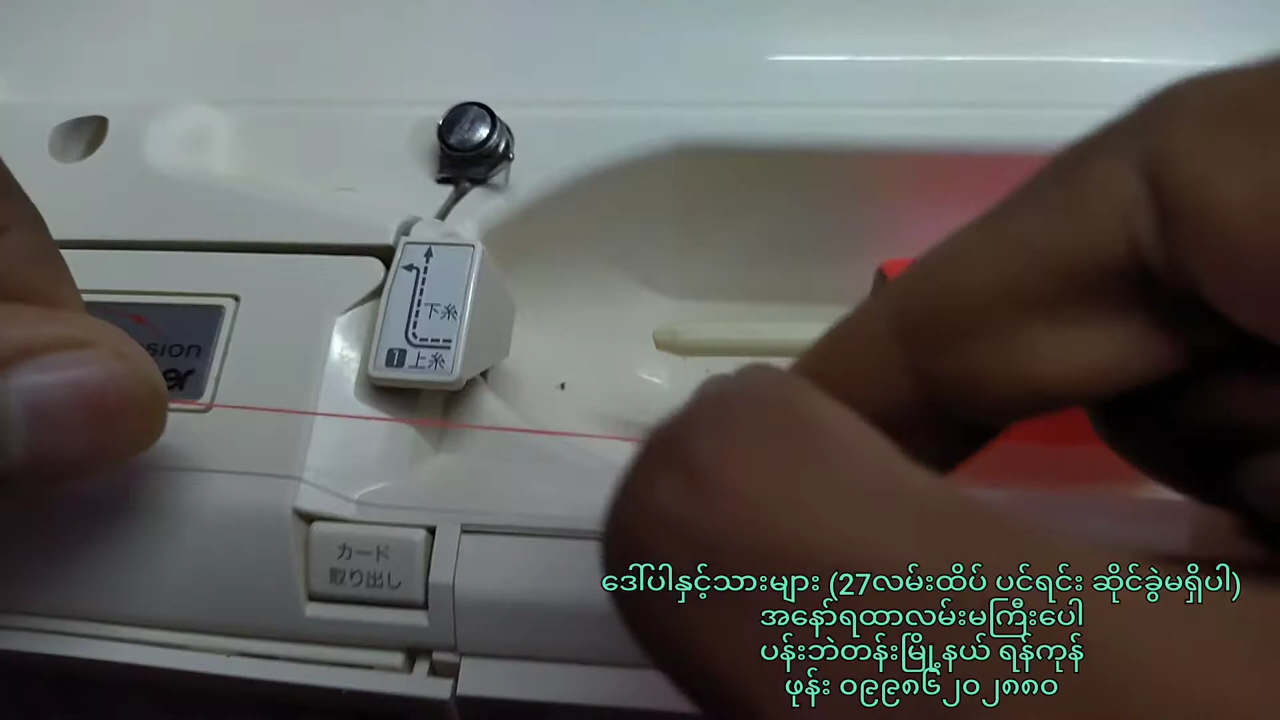 下糸
1 上糸
sion
カード
取り出し
ဒေါ်ပါနှင့်သားများ (27လမ်းထိပ် ပင်ရင်း ဆိုင်ခွဲမရှိပါ)
အနော်ရထာလမ်းမကြီးပေါ်
ပန်းဘဲတန်းမြို့နယ် ရန်ကုန်
ဖုန်း ၀၉၉၈၆၂၀၂၈၈၀